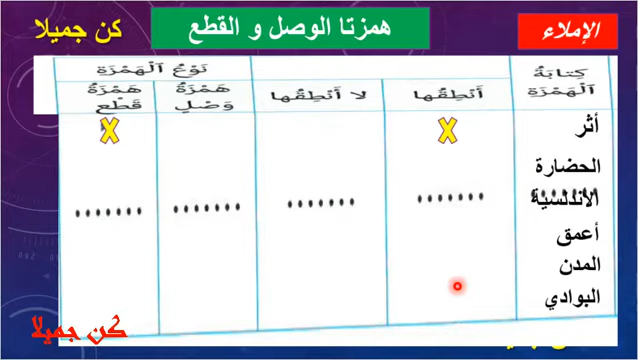 الإملاء
همزتا الوصل و القطع
كن جميلا
كِتابَةُ الْهَمْزَةِ
نَوْعُ الْهَمْزَةِ
أَنْطِقُها
لا أَنْطِقُها
هَمْزَةُ وَصْلٍ
هَمْزَةُ قَطْعٍ
أثر
الحضارة
الأندلسية
أعمق
المدن
البوادي
كن جميلا